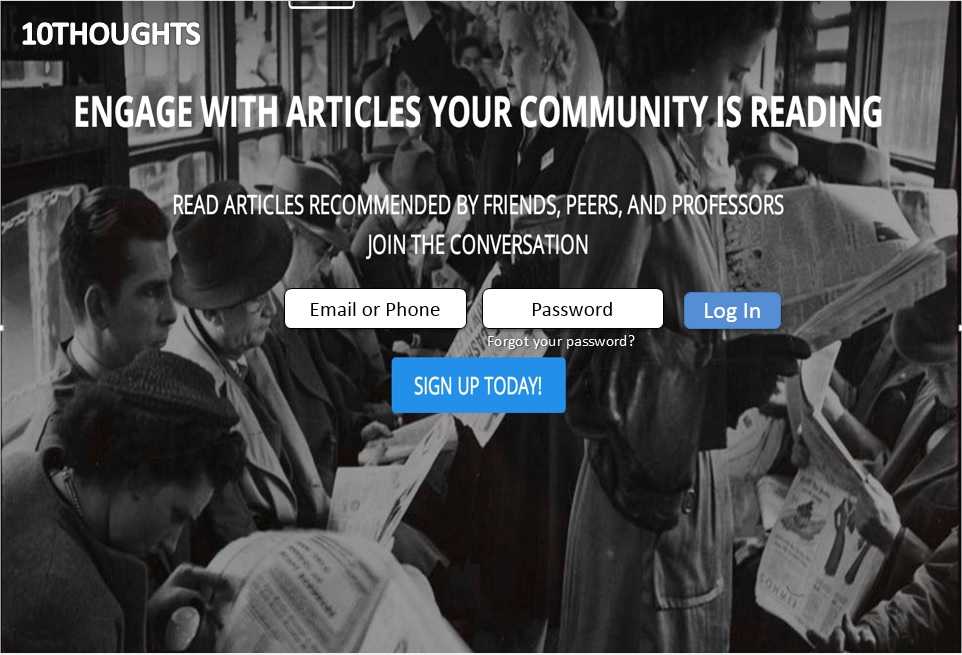 10THOUGHTS
ENGAGE WITH ARTICLES YOUR COMMUNITY IS READING
READ ARTICLES RECOMMENDED BY FRIENDS, PEERS, AND PROFESSORS
JOIN THE CONVERSATION
Email or Phone
Password
Log In
Forgot your password?
SIGN UP TODAY!